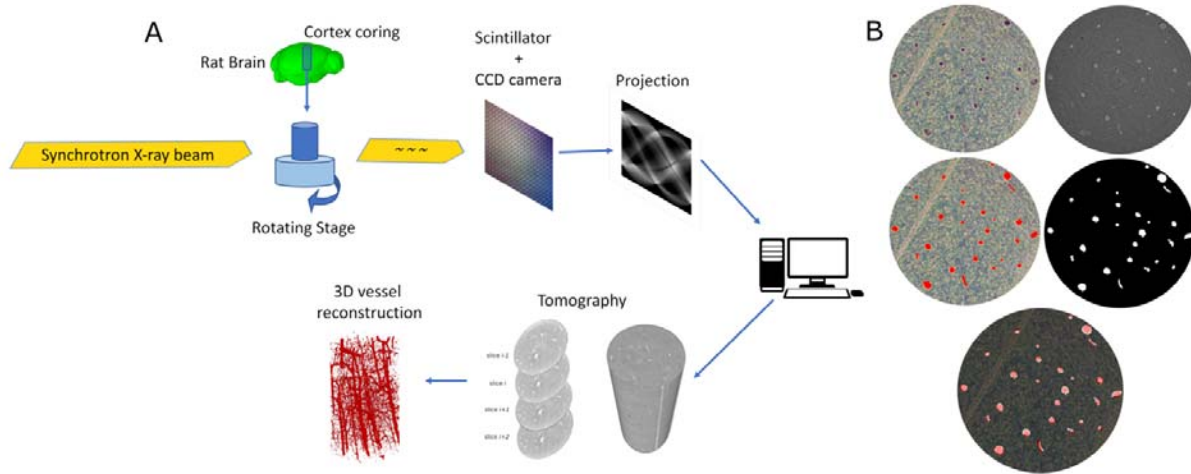 A
Cortex coring
Rat Brain
Synchrotron X-ray beam
~~~
Rotating Stage
Scintillator
+
CCD camera
Projection
3D vessel
reconstruction
Tomography
slice i-1
slice i
slice i+1
slice i+2
B